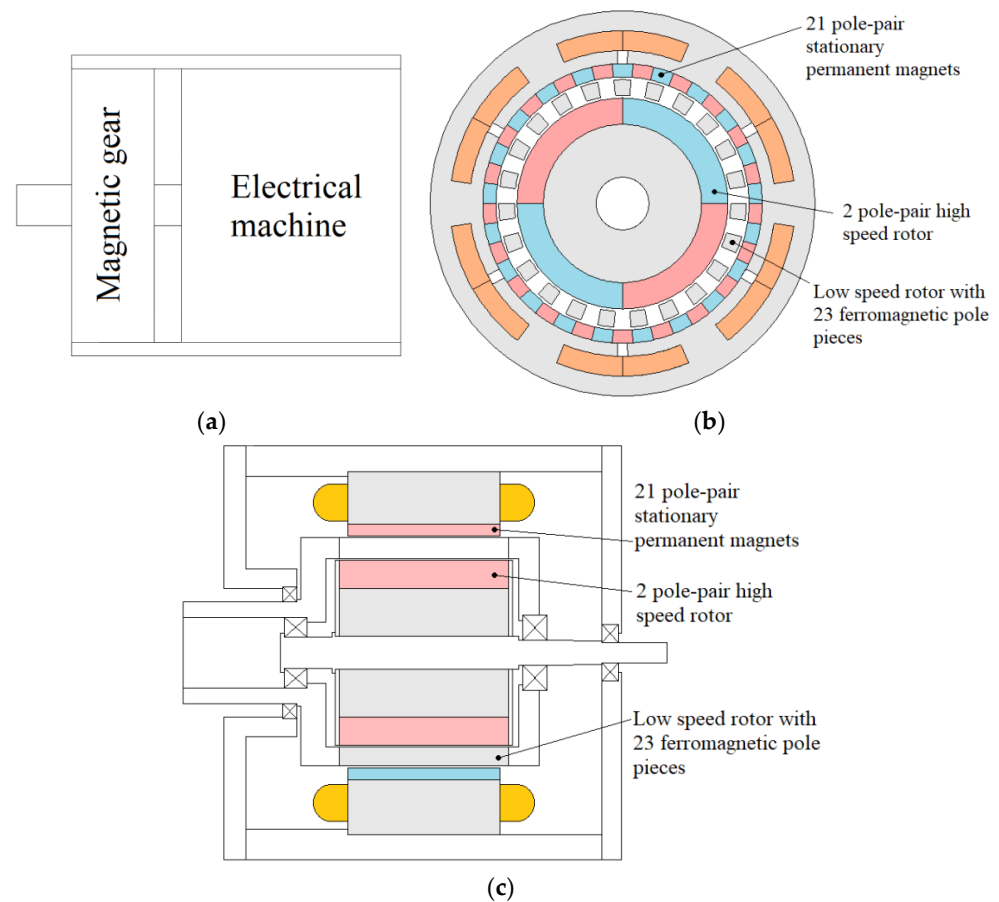 Magnetic gear
Electrical
machine
21 pole-pair
stationary
permanent magnets
2 pole-pair high
speed rotor
Low speed rotor with
23 ferromagnetic pole
pieces
(a)
(b)
21 pole-pair
stationary
permanent magnets
2 pole-pair high
speed rotor
Low speed rotor with
23 ferromagnetic pole
pieces
(c)